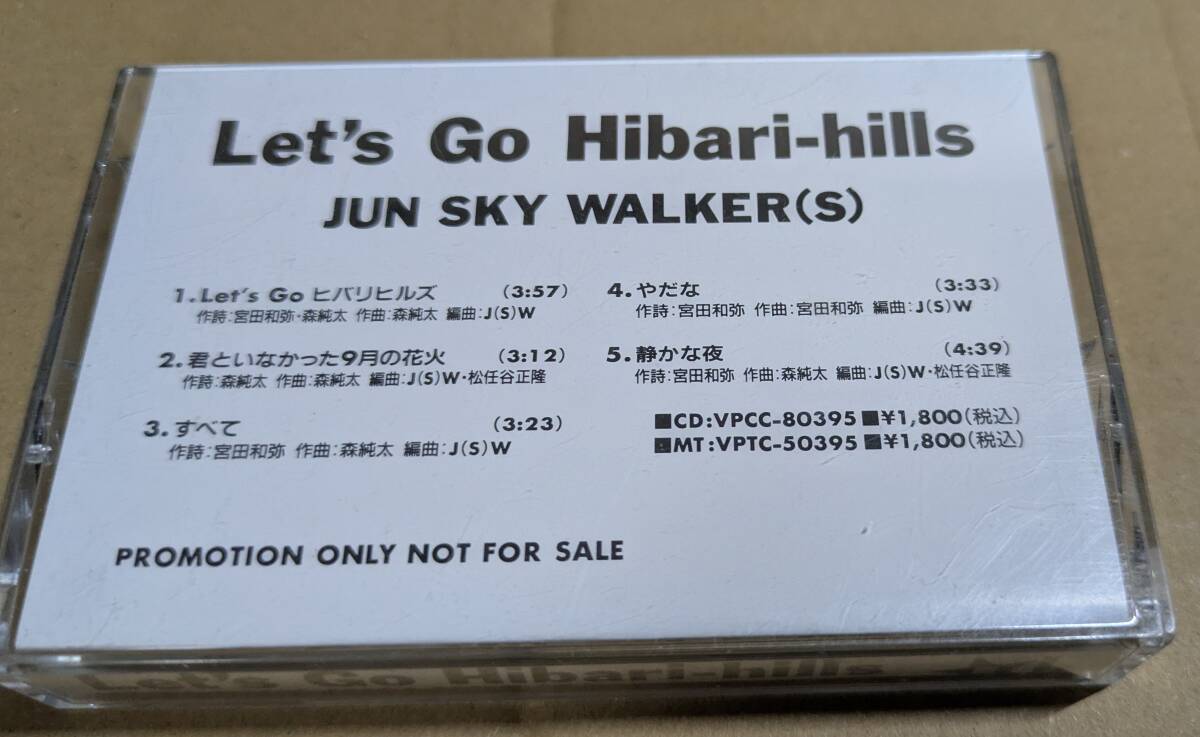 Let's Go Hibari-hills
JUN SKY WALKER(S)
1.Let's Go ヒバリヒルズ (3:57)
作詩:宮田和弥・森純太 作曲:森純太 編曲:J(S)W
2.君といなかった9月の花火 (3:12)
作詩:森純太 作曲:森純太 編曲:J(S)W・松任谷正隆
3.すべて (3:23)
作詩:宮田和弥 作曲:森純太 編曲:J(S)W
4.やだな (3:33)
作詩:宮田和弥 作曲:宮田和弥 編曲:J(S)W
5.静かな夜 (4:39)
作詩:宮田和弥 作曲:森純太 編曲:J(S)W・松任谷正隆
■CD:VPCC-80395 ■¥1,800(税込)
■MT:VPTC-50395 ■¥1,800(税込)
PROMOTION ONLY NOT FOR SALE
Let's Go Hibari-hills